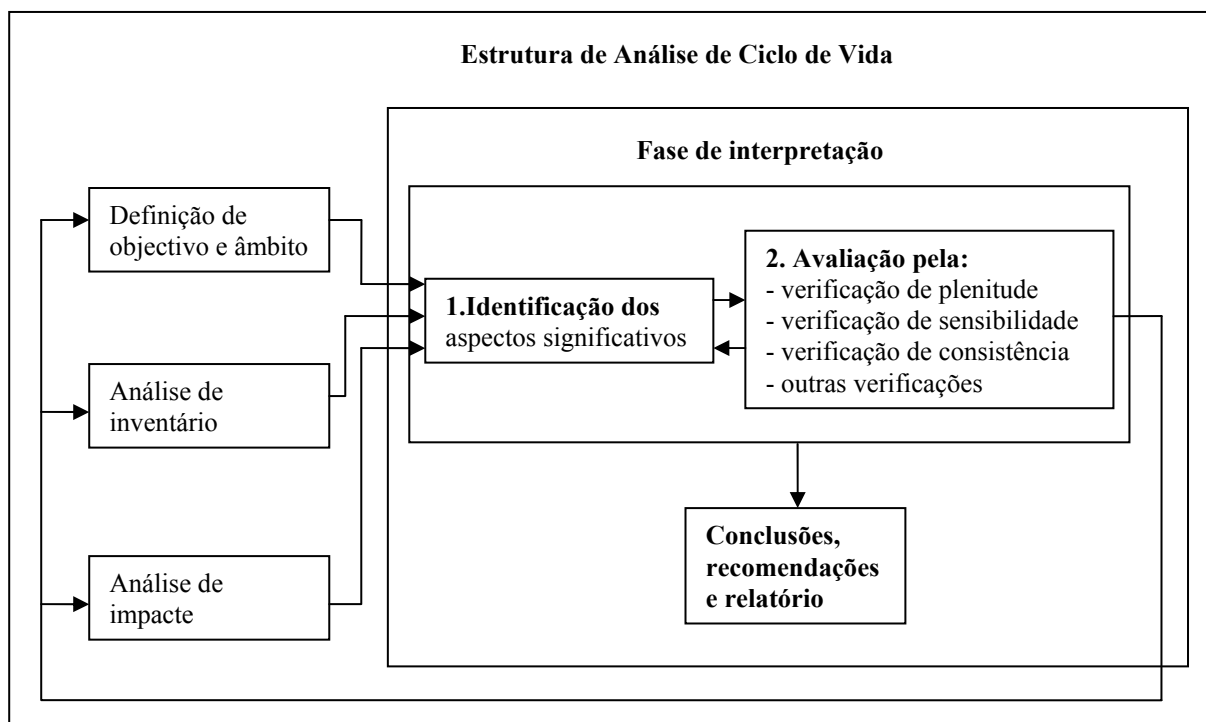 Estrutura de Análise de Ciclo de Vida
Fase de interpretação
Definição de
objectivo e âmbito
Análise de
inventário
Análise de
impacte
1.Identificação dos
aspectos significativos
2. Avaliação pela:
- verificação de plenitude
- verificação de sensibilidade
- verificação de consistência
- outras verificações
Conclusões,
recomendações
e relatório